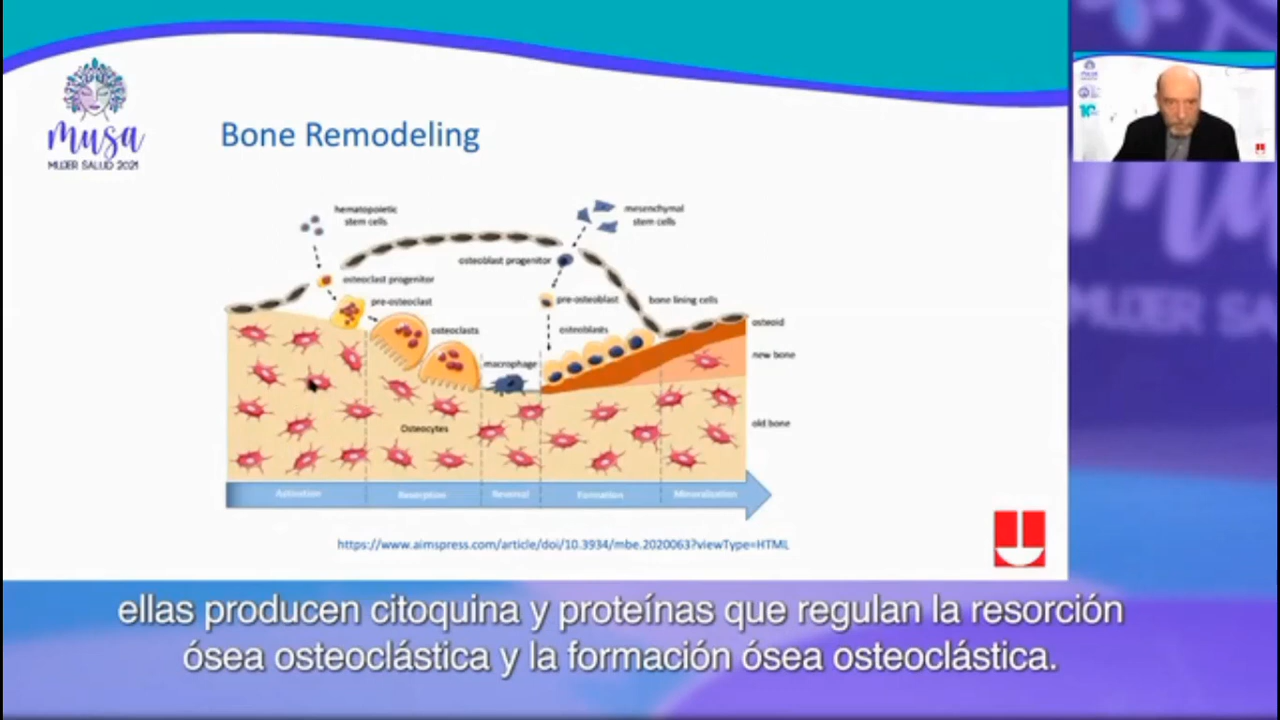 musa
MUJER SALUD 2021
Bone Remodeling
hematopoietic
stem cells
mesenchymal
stem cells
osteoblast progenitor
osteoclast progenitor
pre-osteoclast
pre-osteoblast
bone lining cells
osteoclasts
osteoblasts
osteoid
new bone
macrophage
old bone
Osteocytes
Activation
Resorption
Reversal
Formation
Mineralization
https://www.aimspress.com/article/doi/10.3934/mbe.2020063?viewType=HTML
ellas producen citoquina y proteínas que regulan la resorción
ósea osteoclástica y la formación ósea osteoclástica.